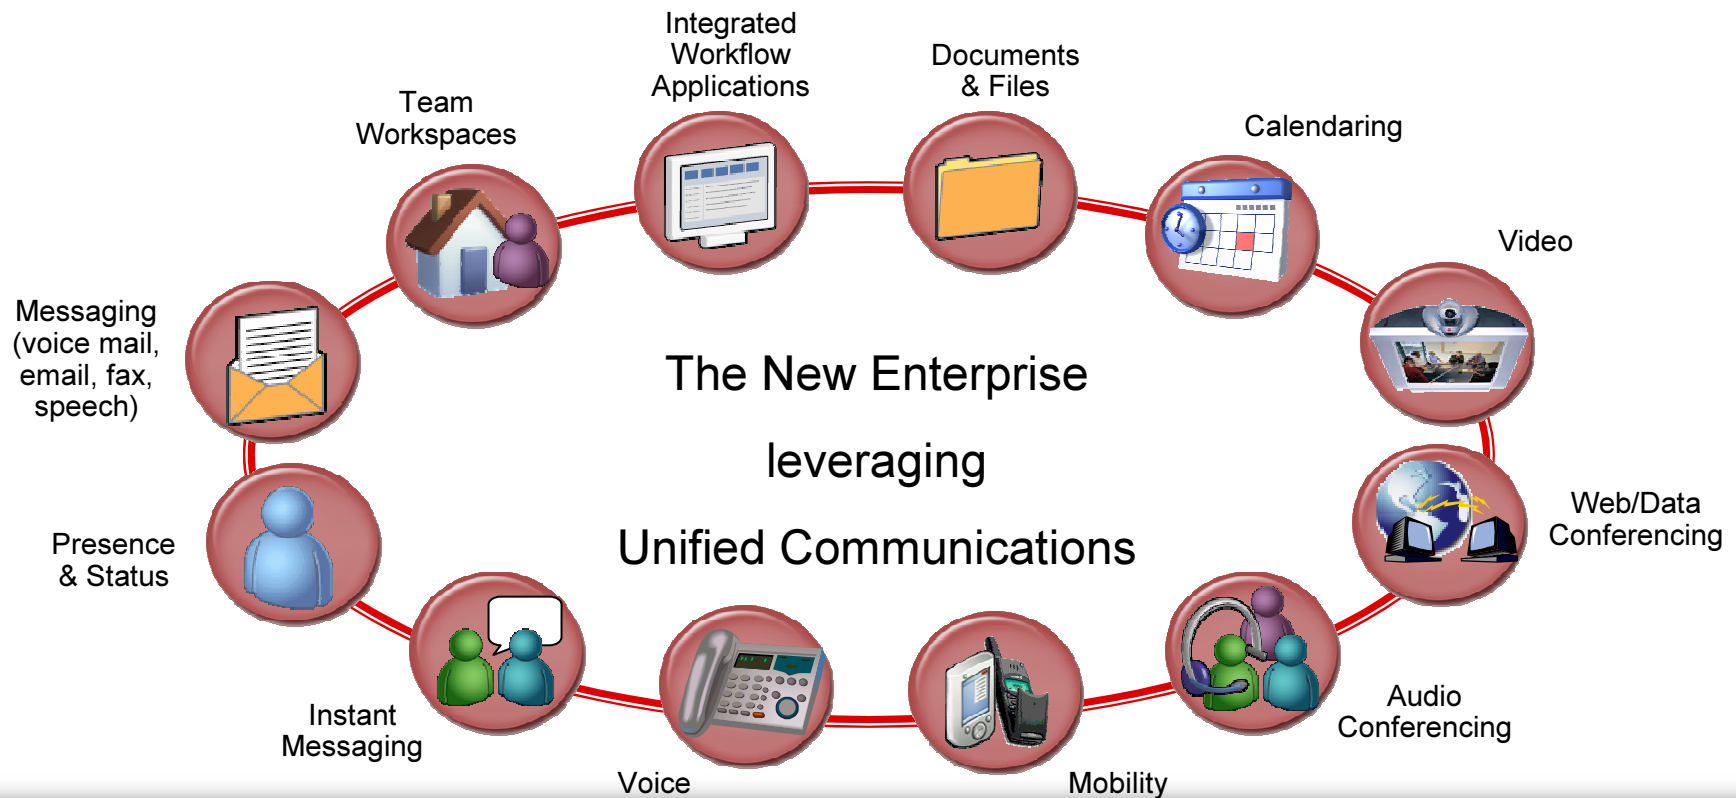 Integrated
Workflow
Applications
Documents
& Files
Team
Workspaces
Calendaring
Video
Messaging
(voice mail,
email, fax,
speech)
The New Enterprise
leveraging
Unified Communications
Web/Data
Conferencing
Presence
& Status
Audio
Conferencing
Instant
Messaging
Voice
Mobility